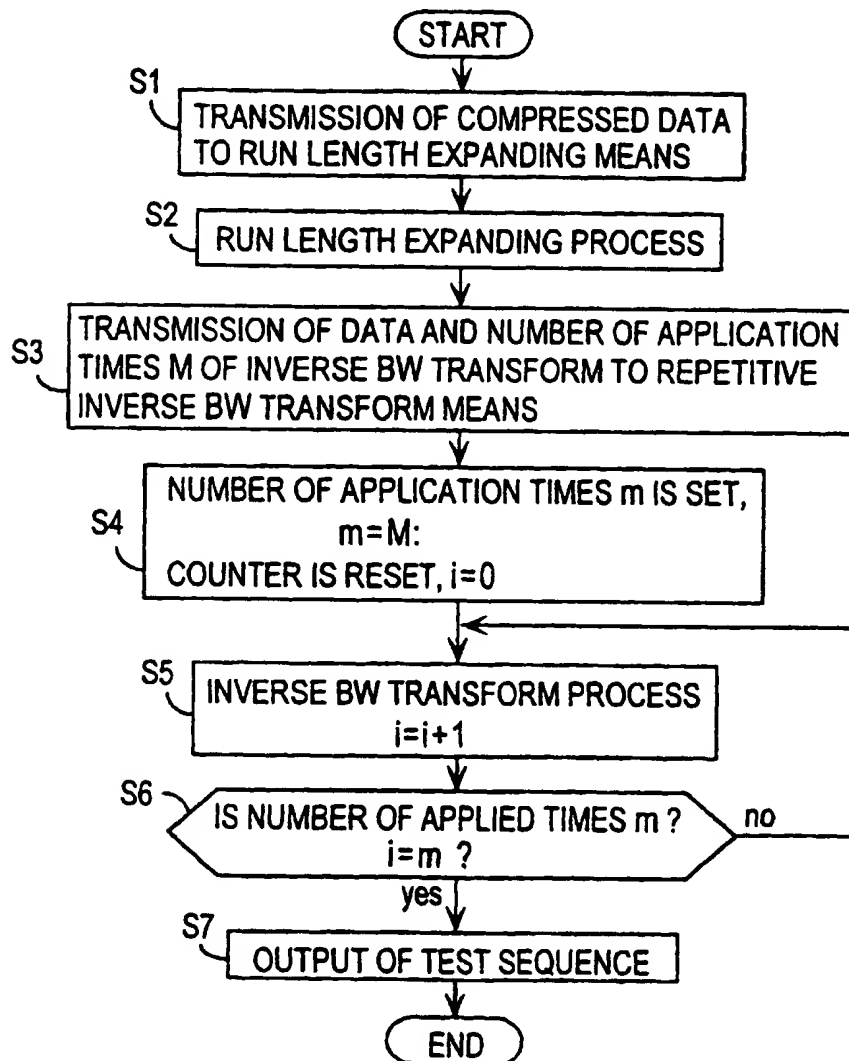 START
S1
TRANSMISSION OF COMPRESSED DATA
TO RUN LENGTH EXPANDING MEANS
S2
RUN LENGTH EXPANDING PROCESS
S3
TRANSMISSION OF DATA AND NUMBER OF APPLICATION
TIMES M OF INVERSE BW TRANSFORM TO REPETITIVE
INVERSE BW TRANSFORM MEANS
S4
NUMBER OF APPLICATION TIMES m IS SET,
m=M:
COUNTER IS RESET, i=0
S5
INVERSE BW TRANSFORM PROCESS
i=i+1
S6
IS NUMBER OF APPLIED TIMES m ?
i=m ?
no
yes
S7
OUTPUT OF TEST SEQUENCE
END